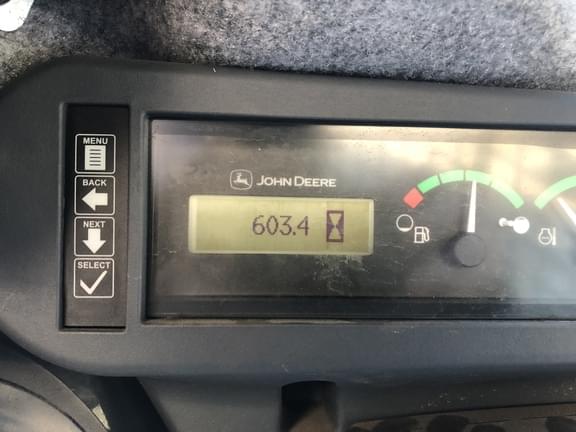 MENU
BACK
NEXT
SELECT
JOHN DEERE
603.4